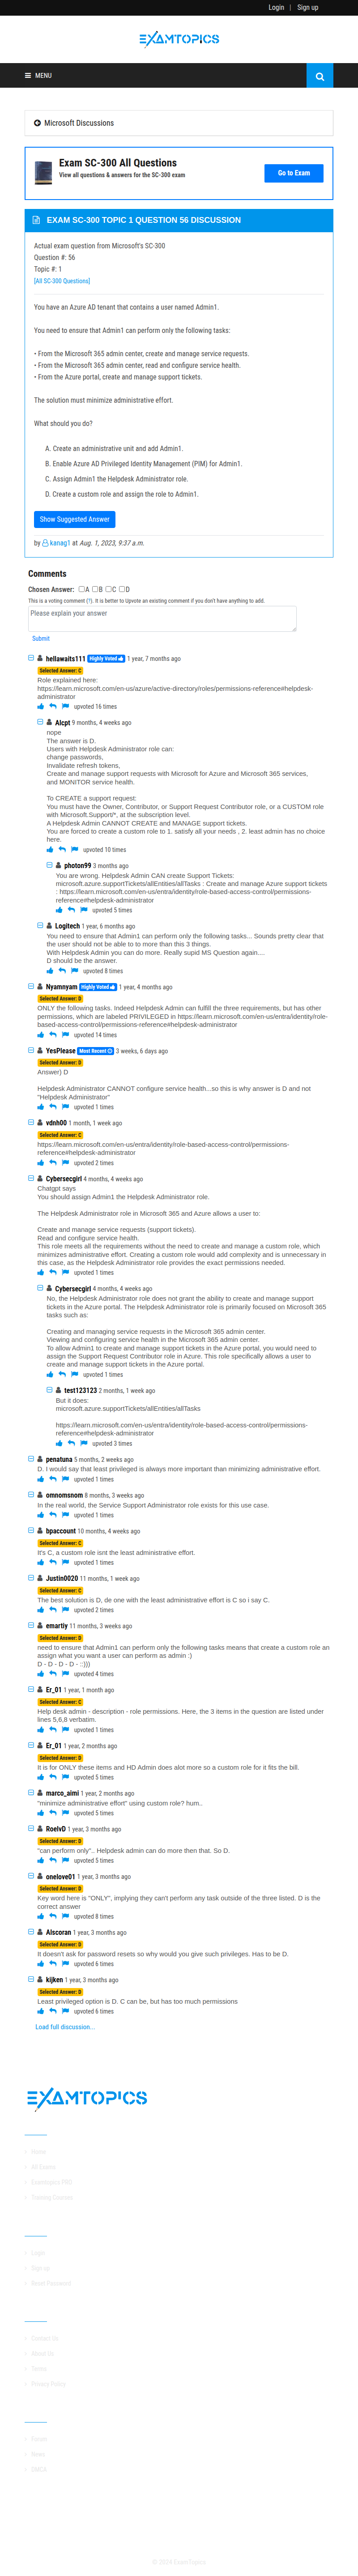 Login | Sign up
EXAMTOPICS
MENU
Microsoft Discussions
Exam SC-300 All Questions
View all questions & answers for the SC-300 exam
Go to Exam
EXAM SC-300 TOPIC 1 QUESTION 56 DISCUSSION
Actual exam question from Microsoft's SC-300
Question #: 56
Topic #: 1
[All SC-300 Questions]
You have an Azure AD tenant that contains a user named Admin1.
You need to ensure that Admin1 can perform only the following tasks:
• From the Microsoft 365 admin center, create and manage service requests.
• From the Microsoft 365 admin center, read and configure service health.
• From the Azure portal, create and manage support tickets.
The solution must minimize administrative effort.
What should you do?
A. Create an administrative unit and add Admin1.
B. Enable Azure AD Privileged Identity Management (PIM) for Admin1.
C. Assign Admin1 the Helpdesk Administrator role.
D. Create a custom role and assign the role to Admin1.
Show Suggested Answer
by kanag1 at Aug. 1, 2023, 9:37 a.m.
Comments
Chosen Answer: A B C D
This is a voting comment (?). It is better to Upvote an existing comment if you don't have anything to add.
Please explain your answer
Submit
hellawaits111 Highly Voted 1 year, 7 months ago
Selected Answer: C
Role explained here:
https://learn.microsoft.com/en-us/azure/active-directory/roles/permissions-reference#helpdesk-
administrator
upvoted 16 times
Alcpt 9 months, 4 weeks ago
nope
The answer is D.
Users with Helpdesk Administrator role can:
change passwords,
Invalidate refresh tokens,
Create and manage support requests with Microsoft for Azure and Microsoft 365 services,
and MONITOR service health.
To CREATE a support request:
You must have the Owner, Contributor, or Support Request Contributor role, or a CUSTOM role
with Microsoft.Support/*, at the subscription level.
A Helpdesk Admin CANNOT CREATE and MANAGE support tickets.
You are forced to create a custom role to 1. satisfy all your needs , 2. least admin has no choice
here.
upvoted 10 times
photon99 3 months ago
You are wrong. Helpdesk Admin CAN create Support Tickets:
microsoft.azure.supportTickets/allEntities/allTasks : Create and manage Azure support tickets
: https://learn.microsoft.com/en-us/entra/identity/role-based-access-control/permissions-
reference#helpdesk-administrator
upvoted 5 times
Logitech 1 year, 6 months ago
You need to ensure that Admin1 can perform only the following tasks... Sounds pretty clear that
the user should not be able to to more than this 3 things.
With Helpdesk Admin you can do more. Really supid MS Question again....
D should be the answer.
upvoted 8 times
Nyamnyam Highly Voted 1 year, 4 months ago
Selected Answer: D
ONLY the following tasks. Indeed Helpdesk Admin can fulfill the three requirements, but has other
permissions, which are labeled PRIVILEGED in https://learn.microsoft.com/en-us/entra/identity/role-
based-access-control/permissions-reference#helpdesk-administrator
upvoted 14 times
YesPlease Most Recent 3 weeks, 6 days ago
Selected Answer: D
Answer) D
Helpdesk Administrator CANNOT configure service health...so this is why answer is D and not
"Helpdesk Administrator"
upvoted 1 times
vdnh00 1 month, 1 week ago
Selected Answer: C
https://learn.microsoft.com/en-us/entra/identity/role-based-access-control/permissions-
reference#helpdesk-administrator
upvoted 2 times
Cybersecgirl 4 months, 4 weeks ago
Chatgpt says
You should assign Admin1 the Helpdesk Administrator role.
The Helpdesk Administrator role in Microsoft 365 and Azure allows a user to:
Create and manage service requests (support tickets).
Read and configure service health.
This role meets all the requirements without the need to create and manage a custom role, which
minimizes administrative effort. Creating a custom role would add complexity and is unnecessary in
this case, as the Helpdesk Administrator role provides the exact permissions needed.
upvoted 1 times
Cybersecgirl 4 months, 4 weeks ago
No, the Helpdesk Administrator role does not grant the ability to create and manage support
tickets in the Azure portal. The Helpdesk Administrator role is primarily focused on Microsoft 365
tasks such as:
Creating and managing service requests in the Microsoft 365 admin center.
Viewing and configuring service health in the Microsoft 365 admin center.
To allow Admin1 to create and manage support tickets in the Azure portal, you would need to
assign the Support Request Contributor role in Azure. This role specifically allows a user to
create and manage support tickets in the Azure portal.
upvoted 1 times
test123123 2 months, 1 week ago
But it does:
microsoft.azure.supportTickets/allEntities/allTasks
https://learn.microsoft.com/en-us/entra/identity/role-based-access-control/permissions-
reference#helpdesk-administrator
upvoted 3 times
penatuna 5 months, 2 weeks ago
D. I would say that least privileged is always more important than minimizing administrative effort.
upvoted 1 times
omnomsnom 8 months, 3 weeks ago
In the real world, the Service Support Administrator role exists for this use case.
upvoted 1 times
bpaccount 10 months, 4 weeks ago
Selected Answer: C
It's C, a custom role isnt the least administrative effort.
upvoted 1 times
Justin0020 11 months, 1 week ago
Selected Answer: C
The best solution is D, de one with the least administrative effort is C so i say C.
upvoted 2 times
emartiy 11 months, 3 weeks ago
Selected Answer: D
need to ensure that Admin1 can perform only the following tasks means that create a custom role an
assign what you want a user can perform as admin :)
D - D - D - D - ::)))
upvoted 4 times
Er_01 1 year, 1 month ago
Selected Answer: C
Help desk admin - description - role permissions. Here, the 3 items in the question are listed under
lines 5,6,8 verbatim.
upvoted 1 times
Er_01 1 year, 2 months ago
Selected Answer: D
It is for ONLY these items and HD Admin does alot more so a custom role for it fits the bill.
upvoted 5 times
marco_aimi 1 year, 2 months ago
"minimize administrative effort" using custom role? hum..
upvoted 5 times
RoelvD 1 year, 3 months ago
Selected Answer: D
"can perform only".. Helpdesk admin can do more then that. So D.
upvoted 5 times
onelove01 1 year, 3 months ago
Selected Answer: D
Key word here is "ONLY", implying they can't perform any task outside of the three listed. D is the
correct answer
upvoted 8 times
Alscoran 1 year, 3 months ago
Selected Answer: D
It doesn't ask for password resets so why would you give such privileges. Has to be D.
upvoted 6 times
kijken 1 year, 3 months ago
Selected Answer: D
Least privileged option is D. C can be, but has too much permissions
upvoted 6 times
Load full discussion...
EXAMTOPICS
Home
All Exams
Examtopics PRO
Training Courses
Login
Sign up
Reset Password
Contact Us
About Us
Terms
Privacy Policy
Forum
News
DMCA
© 2024 ExamTopics